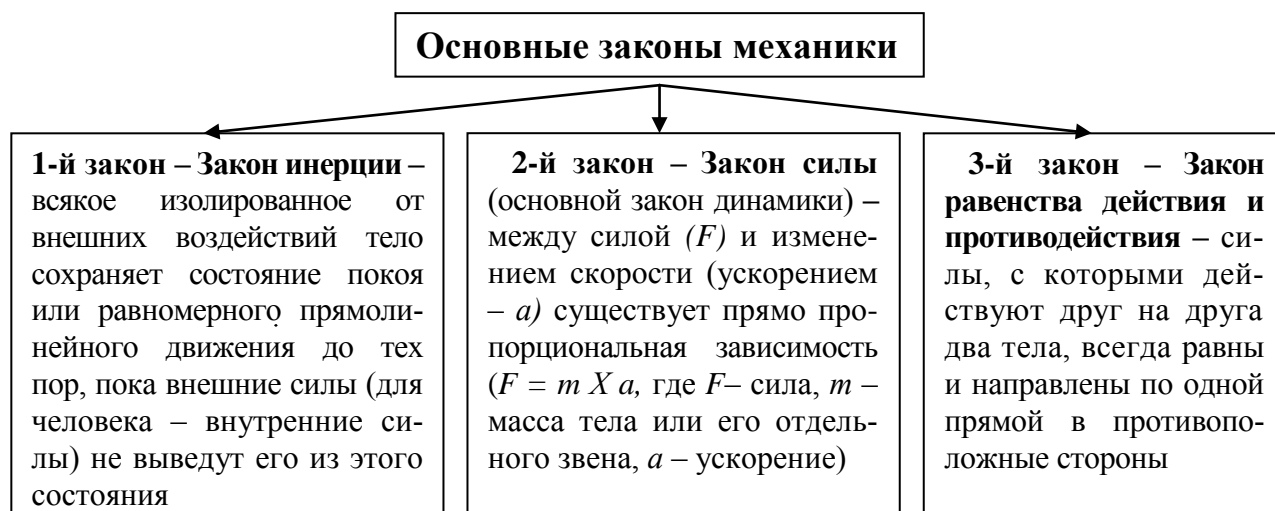 Основные законы механики
1-й закон – Закон инерции –
всякое изолированное от
внешних воздействий тело
сохраняет состояние покоя
или равномерного прямоли-
нейного движения до тех
пор, пока внешние силы (для
человека – внутренние си-
лы) не выведут его из этого
состояния
2-й закон – Закон силы
(основной закон динамики) –
между силой (F) и измене-
нием скорости (ускорением
– a) существует прямо про-
порциональная зависимость
(F = m X a, где F– сила, m –
масса тела или его отдель-
ного звена, a – ускорение)
3-й закон – Закон
равенства действия и
противодействия – си-
лы, с которыми дей-
ствуют друг на друга
два тела, всегда равны
и направлены по одной
прямой в противопо-
ложные стороны